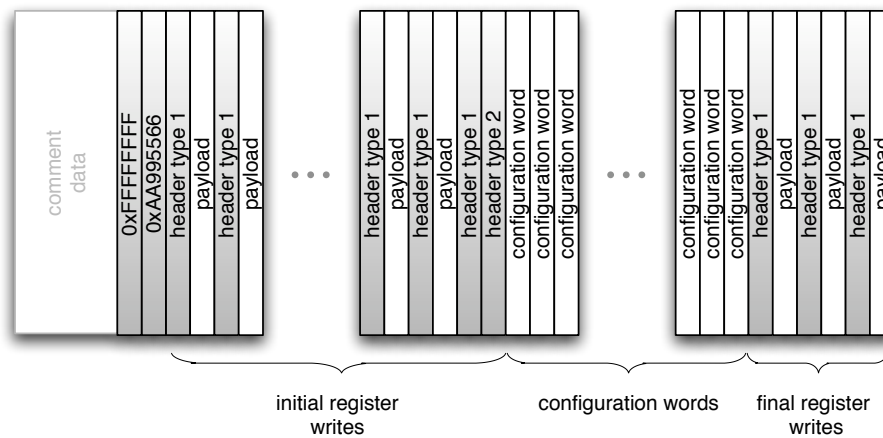 comment
data
0xFFFFFFFF
0xAA995566
header type 1
payload
header type 1
payload
header type 1
payload
header type 1
payload
header type 1
header type 2
configuration word
configuration word
configuration word
configuration word
configuration word
configuration word
header type 1
payload
header type 1
payload
header type 1
payload
initial register
writes
configuration words
final register
writes